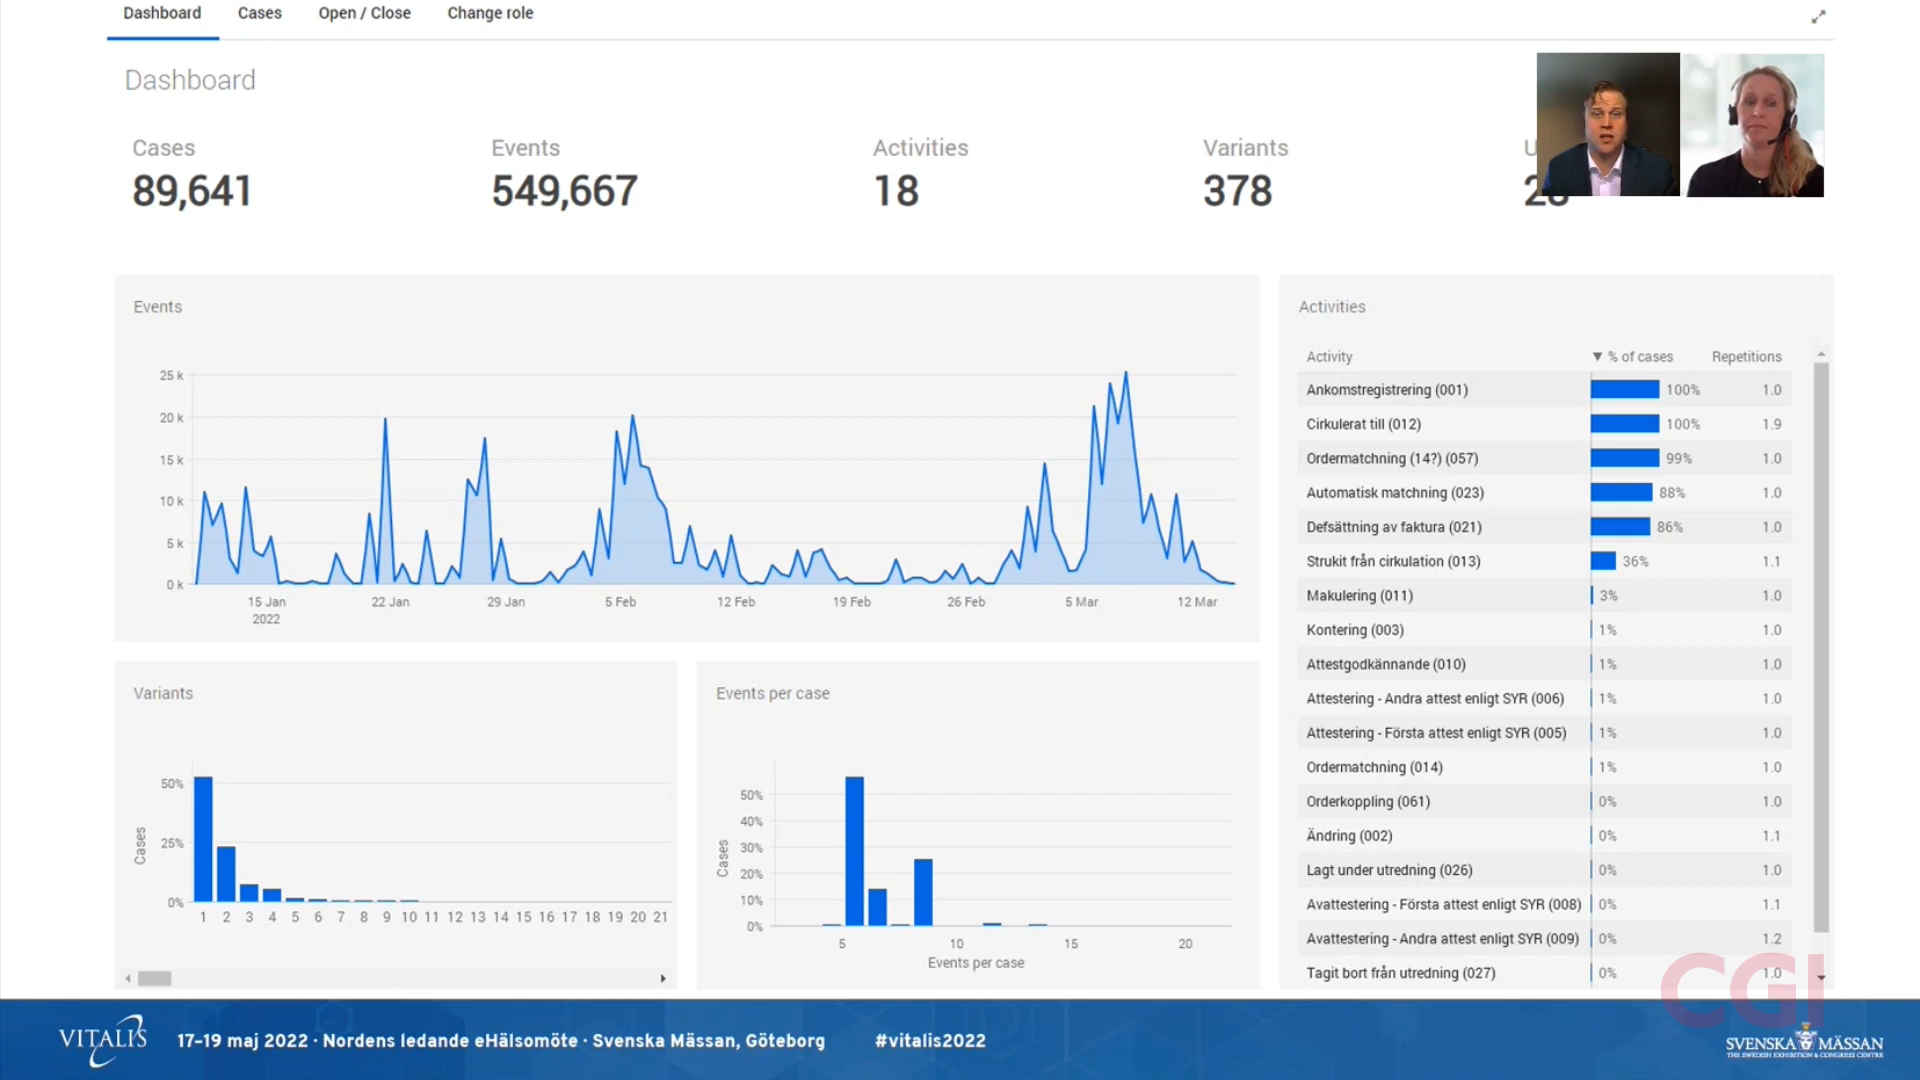 Dashboard Cases Open / Close Change role
Dashboard
Cases Events Activities Variants
89,641 549,667 18 378
Events
25 k
20 k
15 k
10 k
5 k
0 k
15 Jan 22 Jan 29 Jan 5 Feb 12 Feb 19 Feb 26 Feb 5 Mar 12 Mar
2022
Activities
Activity ▼ % of cases Repetitions
Ankomstregistrering (001) 100% 1.0
Cirkulerat till (012) 100% 1.9
Ordermatchning (14?) (057) 99% 1.0
Automatisk matchning (023) 88% 1.0
Defsättning av faktura (021) 86% 1.0
Strukit från cirkulation (013) 36% 1.1
Makulering (011) 3% 1.0
Kontering (003) 1% 1.0
Attestgodkännande (010) 1% 1.0
Attestering - Andra attest enligt SYR (006) 1% 1.0
Attestering - Första attest enligt SYR (005) 1% 1.0
Ordermatchning (014) 1% 1.0
Orderkoppling (061) 0% 1.0
Ändring (002) 0% 1.1
Lagt under utredning (026) 0% 1.0
Avattestering - Första attest enligt SYR (008) 0% 1.1
Avattestering - Andra attest enligt SYR (009) 0% 1.2
Tagit bort från utredning (027) 0% 1.0
Variants
Cases
50%
25%
0%
1 2 3 4 5 6 7 8 9 10 11 12 13 14 15 16 17 18 19 20 21
Events per case
Cases
50%
40%
30%
20%
10%
0%
5 10 15 20
Events per case
CGI
VITALIS 17-19 maj 2022 · Nordens ledande eHälsomöte · Svenska Mässan, Göteborg #vitalis2022
SVENSKA MÄSSAN
THE SWEDISH EXHIBITION & CONGRESS CENTRE